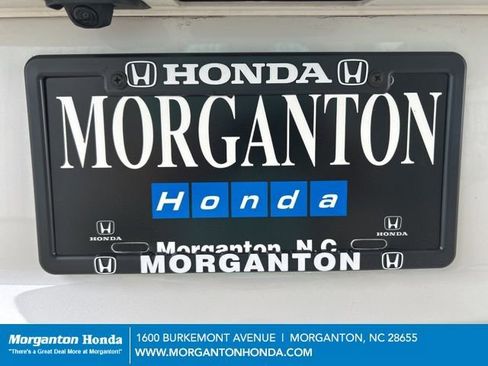 HONDA
MORGANTON
Honda
HONDA HONDA
Morganton, N.C.
MORGANTON
Morganton Honda
"There's a Great Deal More at Morganton!"
1600 BURKEMONT AVENUE | MORGANTON, NC 28655
WWW.MORGANTONHONDA.COM